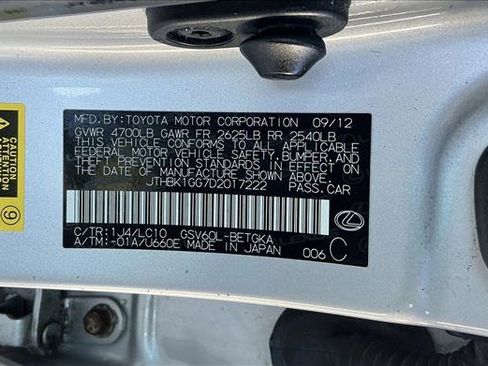 MFD.BY:TOYOTA MOTOR CORPORATION 09/12
GVWR 4700LB GAWR FR 2625LB RR 2540LB
THIS VEHICLE CONFORMS TO ALL APPLICABLE
FEDERAL MOTOR VEHICLE SAFETY, BUMPER, AND
THEFT PREVENTION STANDARDS IN EFFECT ON
THE DATE OF MANUFACTURE SHOWN ABOVE.
JTHBK1GG7D2017222 PASS.CAR
C/TR:1J4/LC10 GSV60L-BETGKA
A/TM:-01A/U660E MADE IN JAPAN 006 C
9